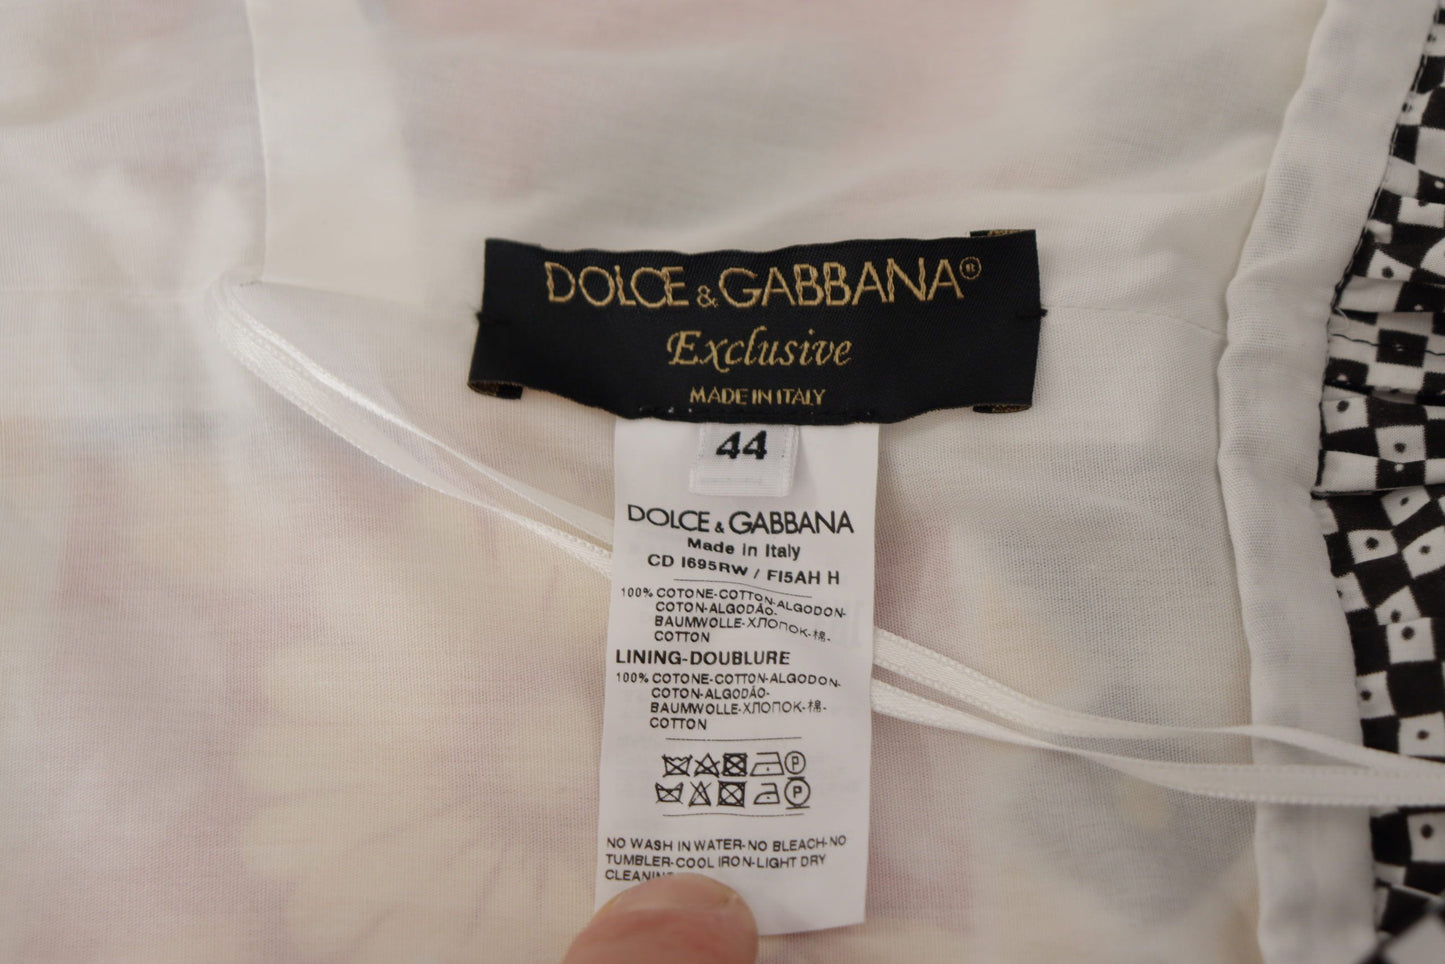 DOLCE & GABBANA®
Exclusive
MADE IN ITALY
44
DOLCE & GABBANA
Made in Italy
CD I695RW / FI5AH H
100% COTONE-COTTON-ALGODON-
COTON-ALGODÃO-
BAUMWOLLE-ХЛОПОК-棉-
COTTON
LINING-DOUBLURE
100% COTONE-COTTON-ALGODON-
COTON-ALGODÃO-
BAUMWOLLE-ХЛОПОК-棉-
COTTON
P
P
NO WASH IN WATER-NO BLEACH-NO
TUMBLER-COOL IRON-LIGHT DRY
CLEANING